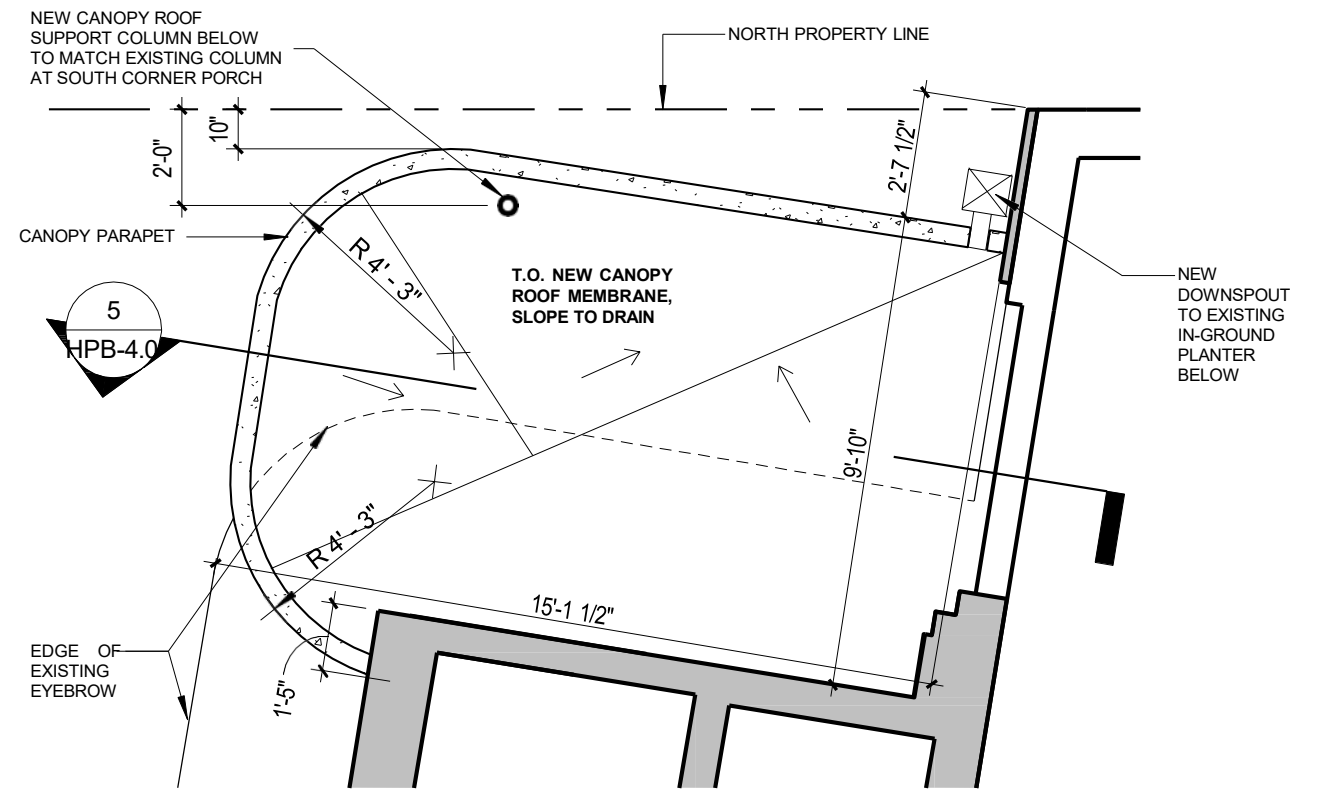 NEW CANOPY ROOF
SUPPORT COLUMN BELOW
TO MATCH EXISTING COLUMN
AT SOUTH CORNER PORCH
NORTH PROPERTY LINE
2'-0"
10"
2'-7 1/2"
CANOPY PARAPET
R 4' - 3"
T.O. NEW CANOPY
ROOF MEMBRANE,
SLOPE TO DRAIN
NEW
DOWNSPOUT
TO EXISTING
IN-GROUND
PLANTER
BELOW
5
HPB-4.0
9'-10"
R 4' - 3"
15'-1 1/2"
EDGE OF
EXISTING
EYEBROW
1'-5"